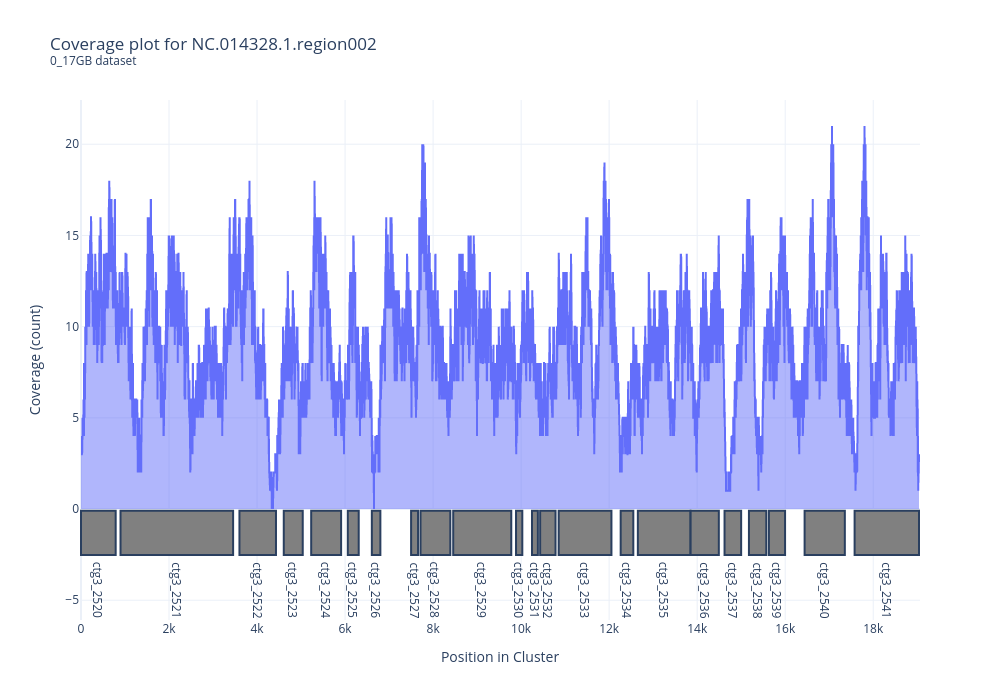 Coverage plot for NC.014328.1.region002
0_17GB dataset
Coverage (count)
20
15
10
5
0
−5
ctg3_2520
ctg3_2521
ctg3_2522
ctg3_2523
ctg3_2524
ctg3_2525
ctg3_2526
ctg3_2527
ctg3_2528
ctg3_2529
ctg3_2530
ctg3_2531
ctg3_2532
ctg3_2533
ctg3_2534
ctg3_2535
ctg3_2536
ctg3_2537
ctg3_2538
ctg3_2539
ctg3_2540
ctg3_2541
0 2k 4k 6k 8k 10k 12k 14k 16k 18k
Position in Cluster